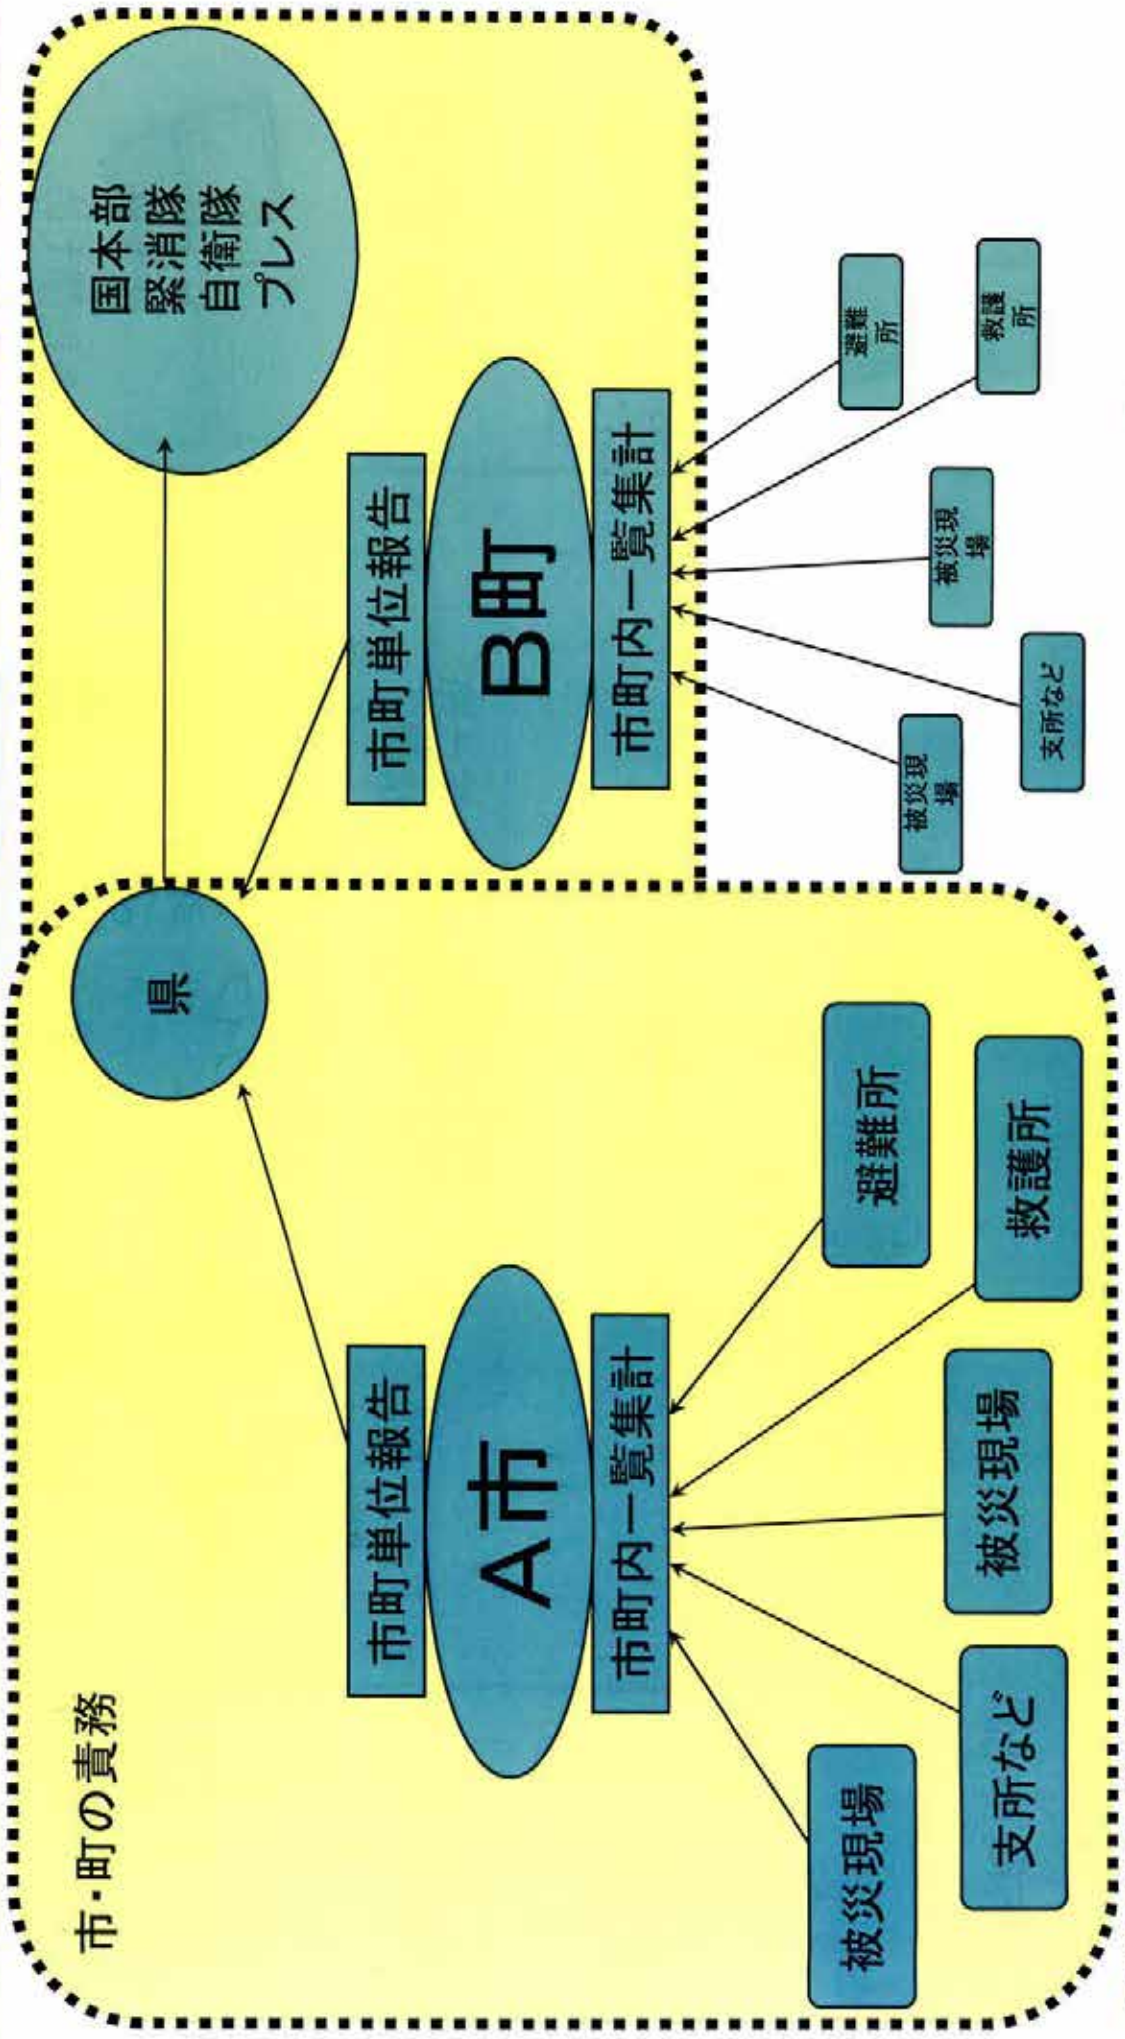 市・町の責務
県
国本部
緊消隊
自衛隊
プレス
市町単位報告
A市
市町内一覧集計
被災現場
支所など
被災現場
救護所
避難所
市町単位報告
B町
市町内一覧集計
被災現
場
支所など
被災現
場
救護
所
避難
所